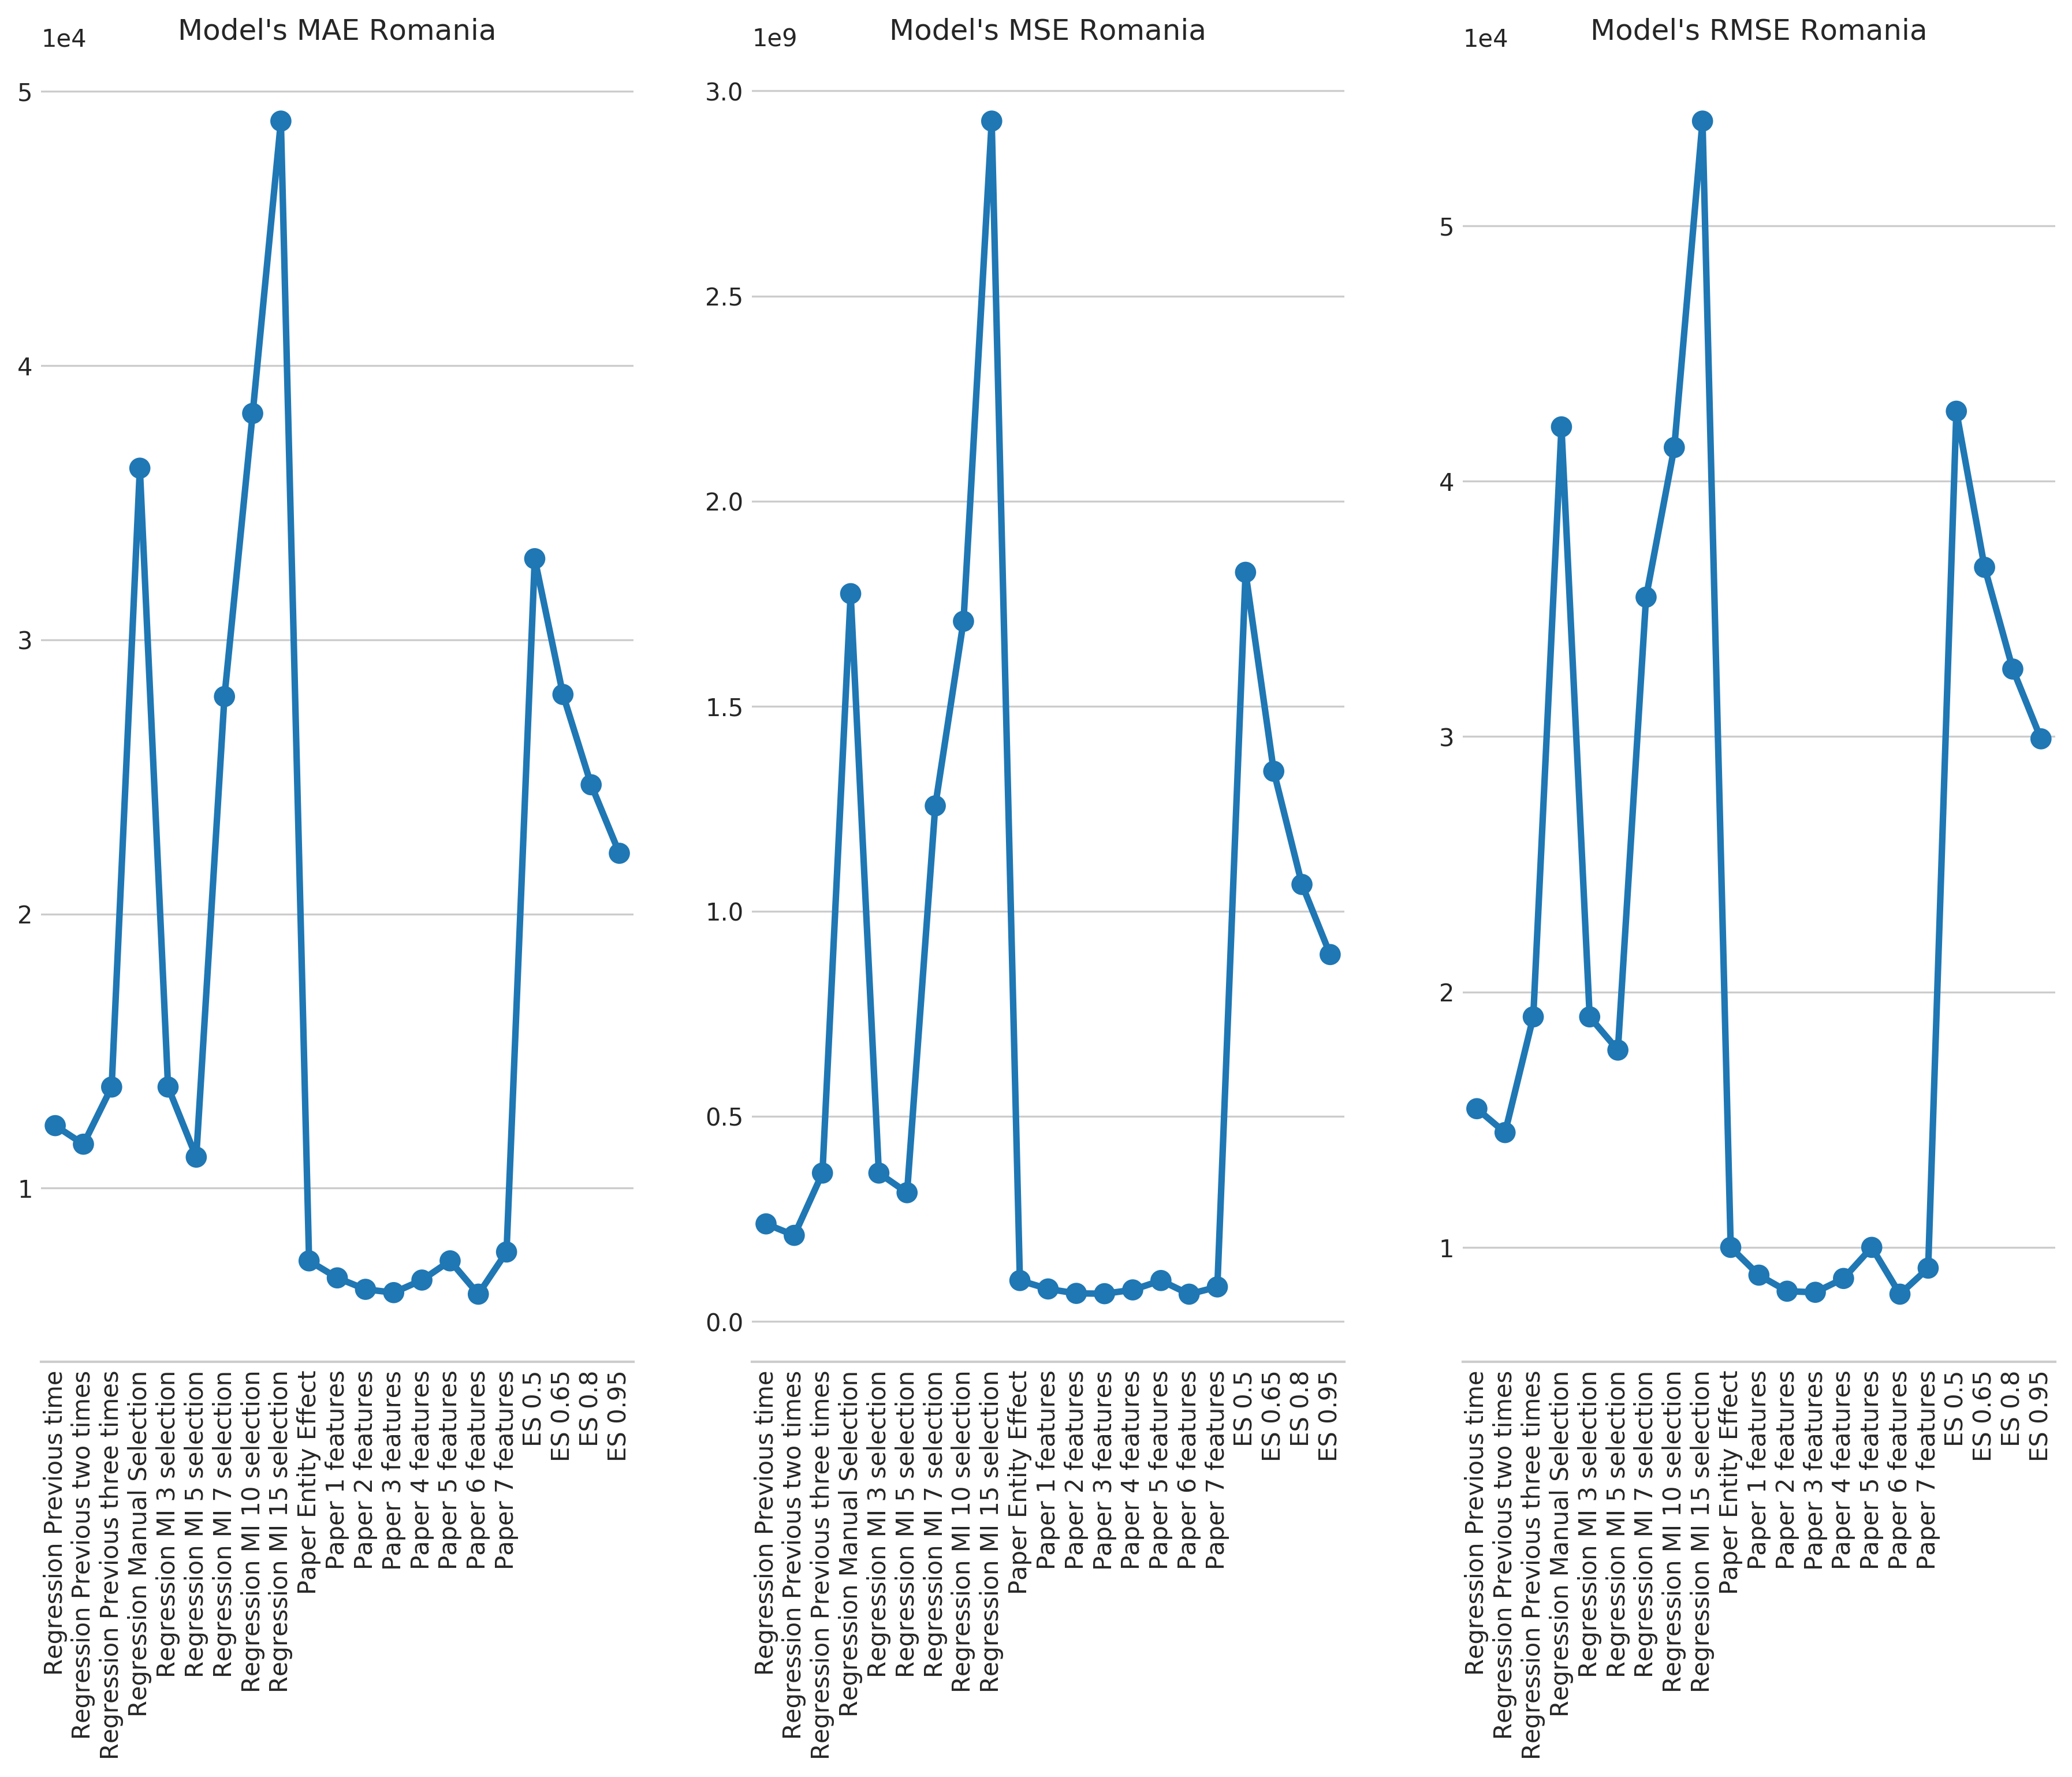 Model's MAE Romania
1e4
5
4
3
2
1
Regression Previous time
Regression Previous two times
Regression Previous three times
Regression Manual Selection
Regression MI 3 selection
Regression MI 5 selection
Regression MI 7 selection
Regression MI 10 selection
Regression MI 15 selection
Paper Entity Effect
Paper 1 features
Paper 2 features
Paper 3 features
Paper 4 features
Paper 5 features
Paper 6 features
Paper 7 features
ES 0.5
ES 0.65
ES 0.8
ES 0.95
Model's MSE Romania
1e9
3.0
2.5
2.0
1.5
1.0
0.5
0.0
Regression Previous time
Regression Previous two times
Regression Previous three times
Regression Manual Selection
Regression MI 3 selection
Regression MI 5 selection
Regression MI 7 selection
Regression MI 10 selection
Regression MI 15 selection
Paper Entity Effect
Paper 1 features
Paper 2 features
Paper 3 features
Paper 4 features
Paper 5 features
Paper 6 features
Paper 7 features
ES 0.5
ES 0.65
ES 0.8
ES 0.95
Model's RMSE Romania
1e4
5
4
3
2
1
Regression Previous time
Regression Previous two times
Regression Previous three times
Regression Manual Selection
Regression MI 3 selection
Regression MI 5 selection
Regression MI 7 selection
Regression MI 10 selection
Regression MI 15 selection
Paper Entity Effect
Paper 1 features
Paper 2 features
Paper 3 features
Paper 4 features
Paper 5 features
Paper 6 features
Paper 7 features
ES 0.5
ES 0.65
ES 0.8
ES 0.95